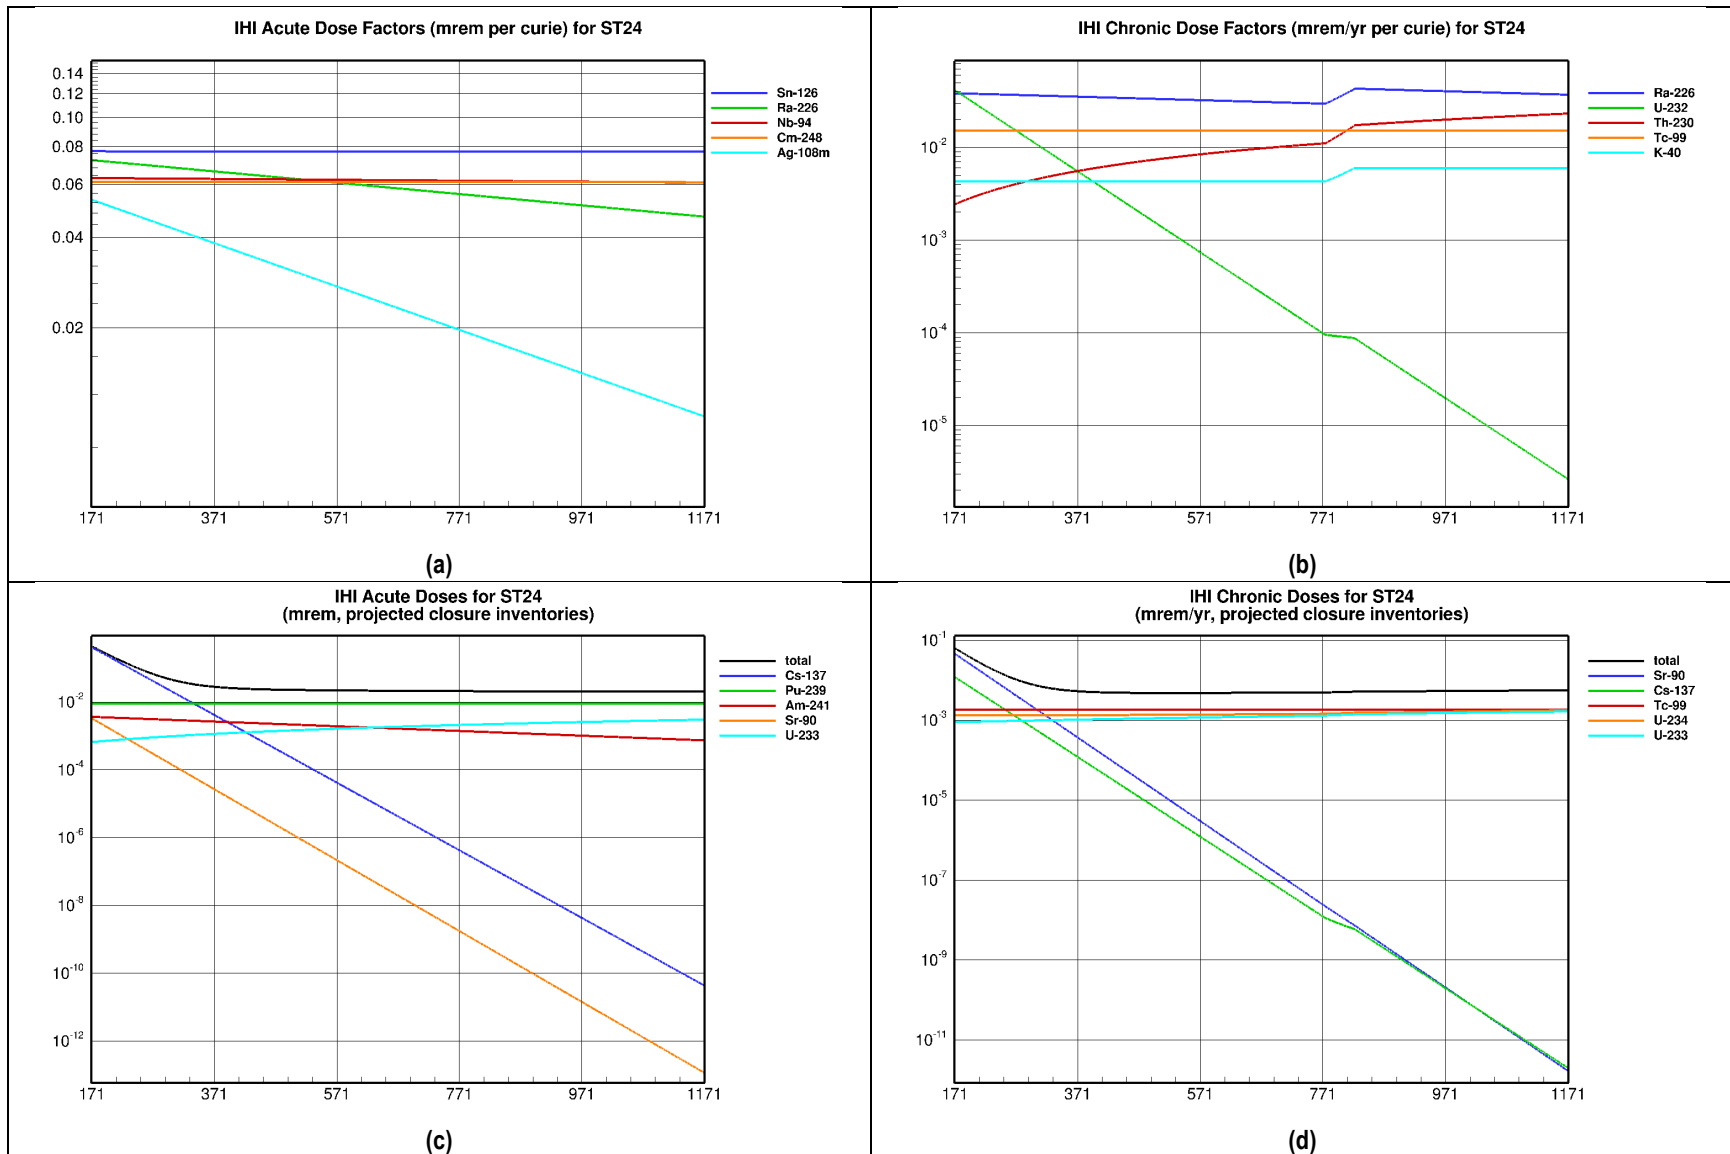 IHI Acute Dose Factors (mrem per curie) for ST24
0.14
0.12
0.10
0.08
0.06
0.04
0.02
171 371 571 771 971 1171
Sn-126
Ra-226
Nb-94
Cm-248
Ag-108m
(a)
IHI Chronic Dose Factors (mrem/yr per curie) for ST24
10^-2
10^-3
10^-4
10^-5
171 371 571 771 971 1171
Ra-226
U-232
Th-230
Tc-99
K-40
(b)
IHI Acute Doses for ST24
(mrem, projected closure inventories)
10^-2
10^-4
10^-6
10^-8
10^-10
10^-12
171 371 571 771 971 1171
total
Cs-137
Pu-239
Am-241
Sr-90
U-233
(c)
IHI Chronic Doses for ST24
(mrem/yr, projected closure inventories)
10^-1
10^-3
10^-5
10^-7
10^-9
10^-11
171 371 571 771 971 1171
total
Sr-90
Cs-137
Tc-99
U-234
U-233
(d)